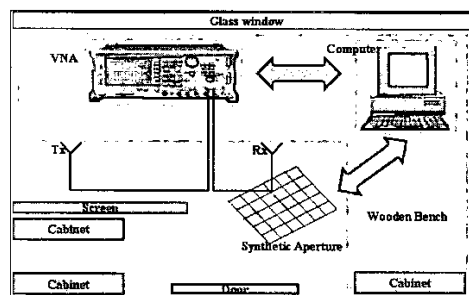 Glass window
VNA
Computer
Tx
Rx
Screen
Cabinet
Synthetic Aperture
Wooden Bench
Cabinet
Door
Cabinet